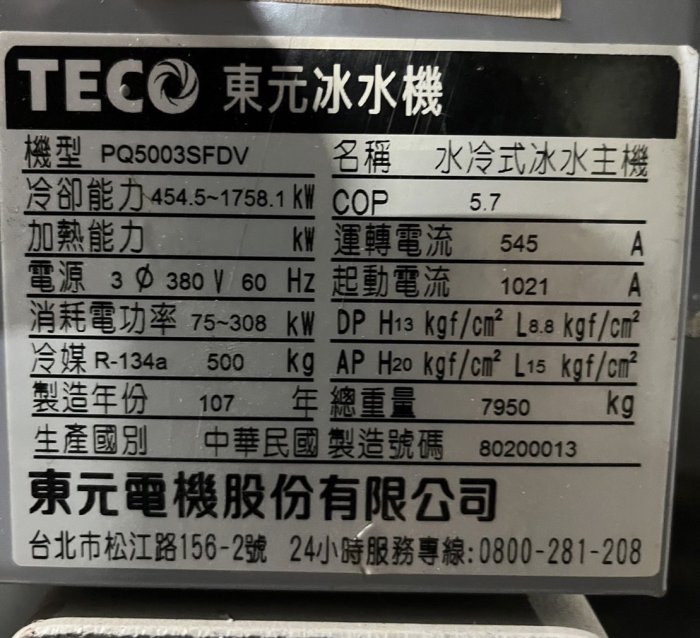 TECO 東元冰水機
機型 PQ5003SFDV 名稱 水冷式冰水主機
冷卻能力 454.5~1758.1 kW COP 5.7
加熱能力 kW 運轉電流 545 A
電源 3 Ø 380 V 60 Hz 起動電流 1021 A
消耗電功率 75~308 kW DP H13 kgf/cm² L8.8 kgf/cm²
冷媒 R-134a 500 kg AP H20 kgf/cm² L15 kgf/cm²
製造年份 107 年 總重量 7950 kg
生產國別 中華民國 製造號碼 80200013
東元電機股份有限公司
台北市松江路156-2號 24小時服務專線:0800-281-208